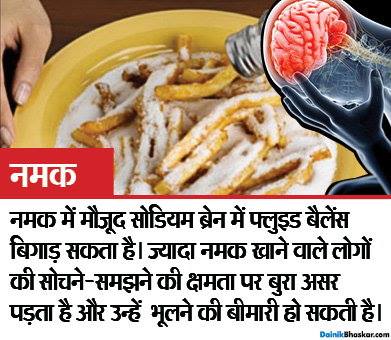 नमक
नमक में मौजूद सोडियम ब्रेन में फ्लुइड बैलेंस
बिगाड़ सकता है। ज्यादा नमक खाने वाले लोगों
की सोचने-समझने की क्षमता पर बुरा असर
पड़ता है और उन्हें भूलने की बीमारी हो सकती है।
DainikBhaskar.com